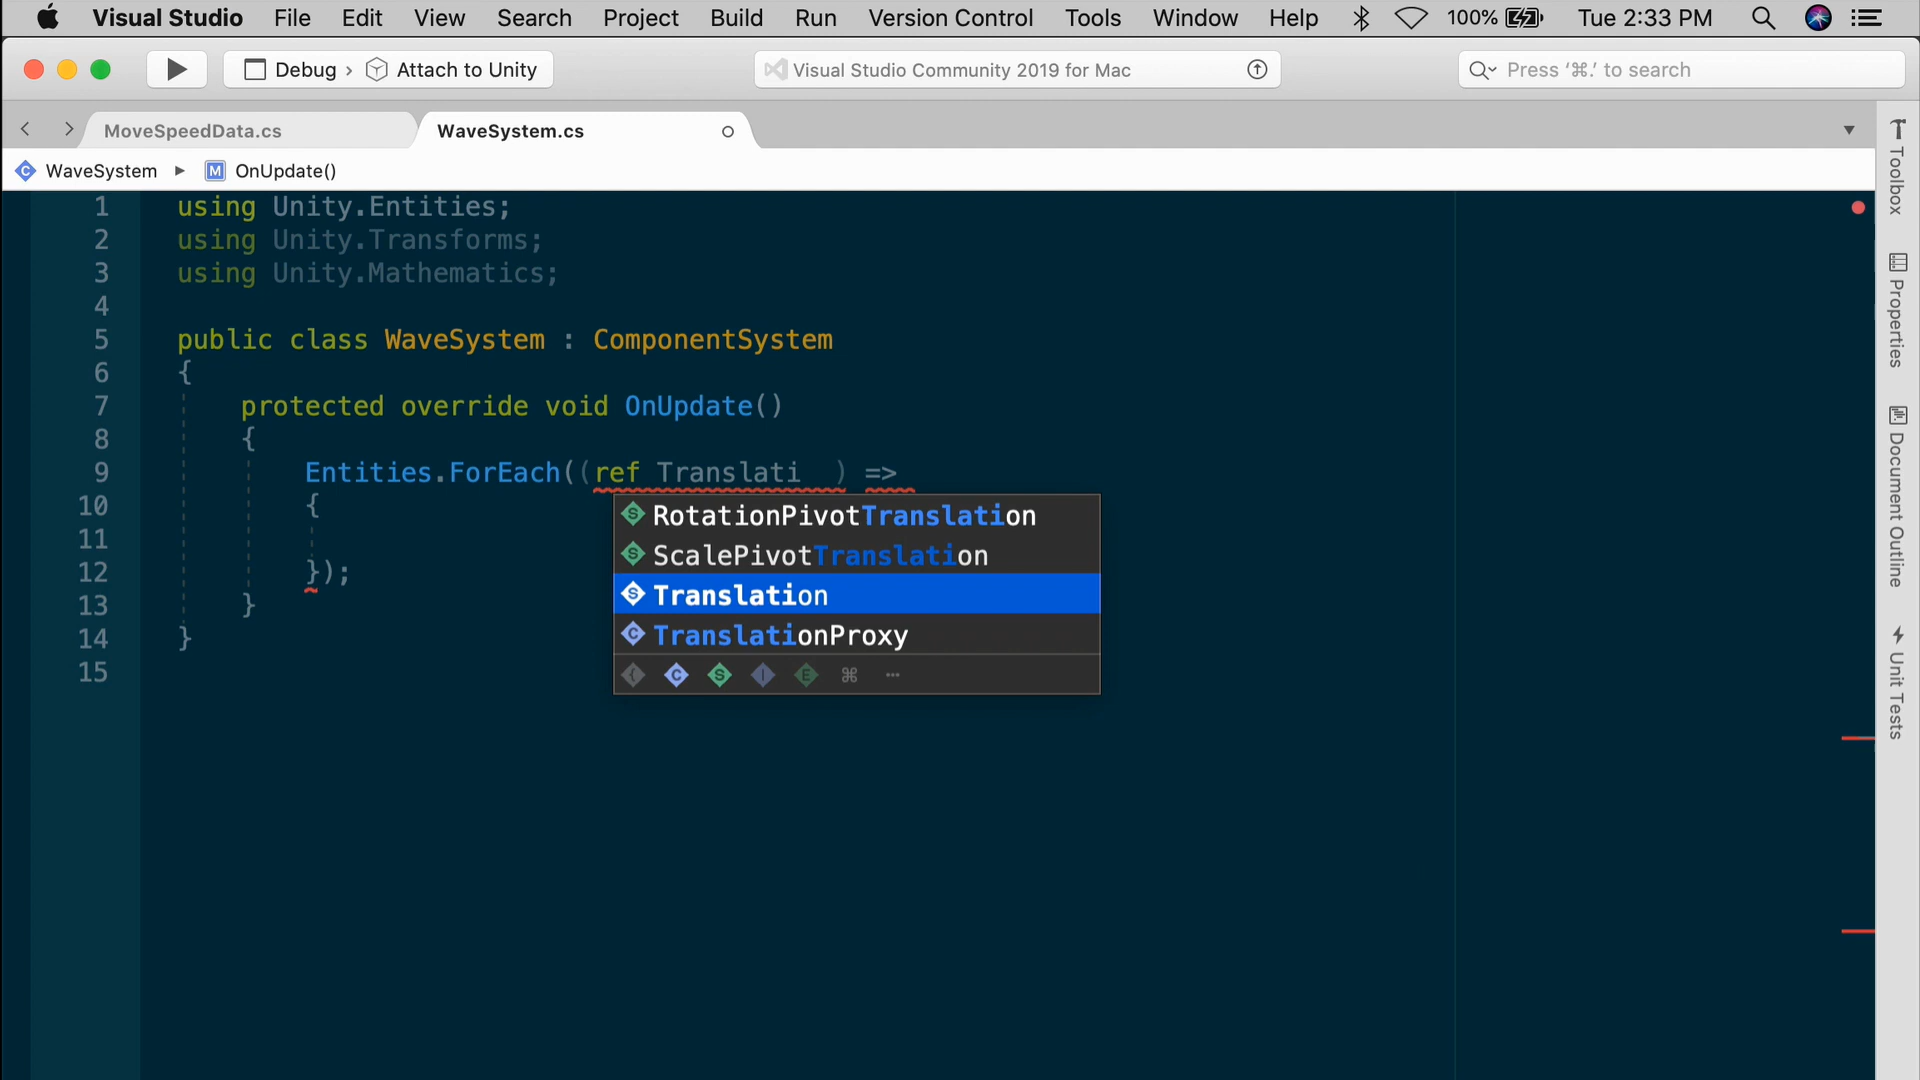 Visual Studio File Edit View Search Project Build Run Version Control Tools Window Help 100% Tue 2:33 PM
Debug › Attach to Unity Visual Studio Community 2019 for Mac Press ‘⌘.’ to search
MoveSpeedData.cs WaveSystem.cs
WaveSystem ▸ M OnUpdate()
1 using Unity.Entities;
2 using Unity.Transforms;
3 using Unity.Mathematics;
4
5 public class WaveSystem : ComponentSystem
6 {
7 protected override void OnUpdate()
8 {
9 Entities.ForEach((ref Translati ) =>
10 {
11
12 });
13 }
14 }
15
S RotationPivotTranslation
S ScalePivotTranslation
S Translation
C TranslationProxy
{ C S I E ⌘ ···
Toolbox
Properties
Document Outline
Unit Tests